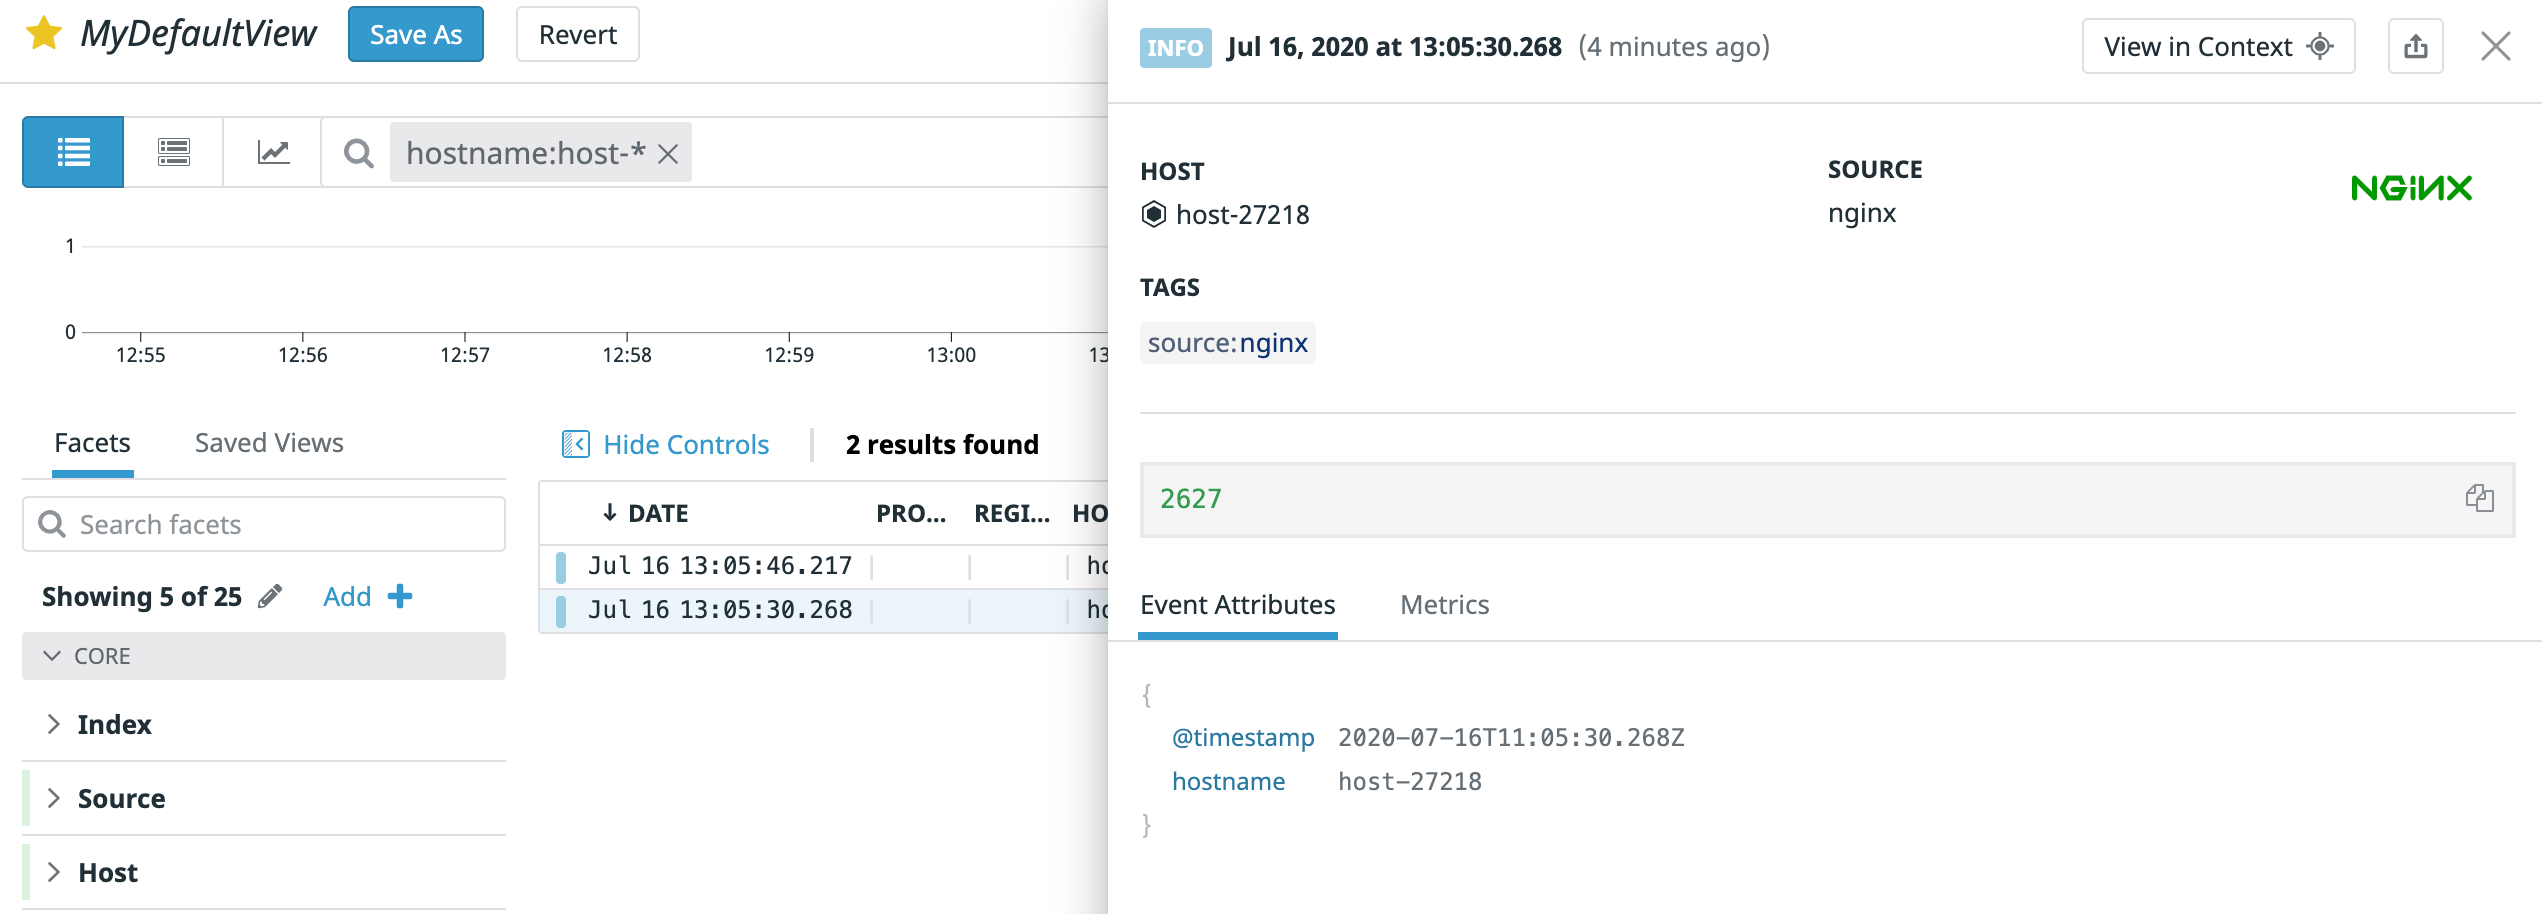 MyDefaultView
Save As
Revert
hostname:host-*
1
0
12:55 12:56 12:57 12:58 12:59 13:00 13
Facets
Saved Views
Search facets
Showing 5 of 25
Add
CORE
Index
Source
Host
Hide Controls
2 results found
DATE PRO... REGI... HO
Jul 16 13:05:46.217 ho
Jul 16 13:05:30.268 ho
INFO Jul 16, 2020 at 13:05:30.268 (4 minutes ago)
View in Context
HOST
host-27218
SOURCE
nginx
NGINX
TAGS
source:nginx
2627
Event Attributes
Metrics
{
@timestamp 2020-07-16T11:05:30.268Z
hostname host-27218
}